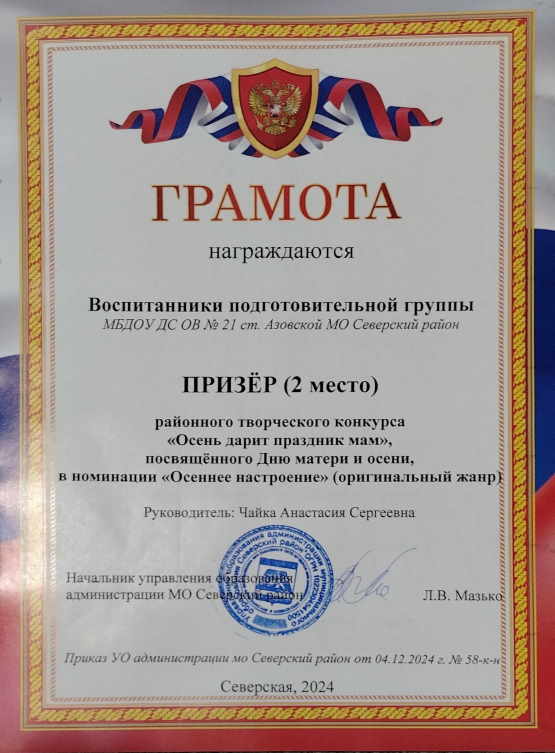 ГРАМОТА
награждаются
Воспитанники подготовительной группы
МБДОУ ДС ОВ № 21 ст. Азовской МО Северский район
ПРИЗЁР (2 место)
районного творческого конкурса
«Осень дарит праздник мам»,
посвящённого Дню матери и осени,
в номинации «Осеннее настроение» (оригинальный жанр)
Руководитель: Чайка Анастасия Сергеевна
Начальник управления образования
администрации МО Северский район
Л.В. Мазько
Приказ УО администрации мо Северский район от 04.12.2024 г. № 58-к-н
Северская, 2024